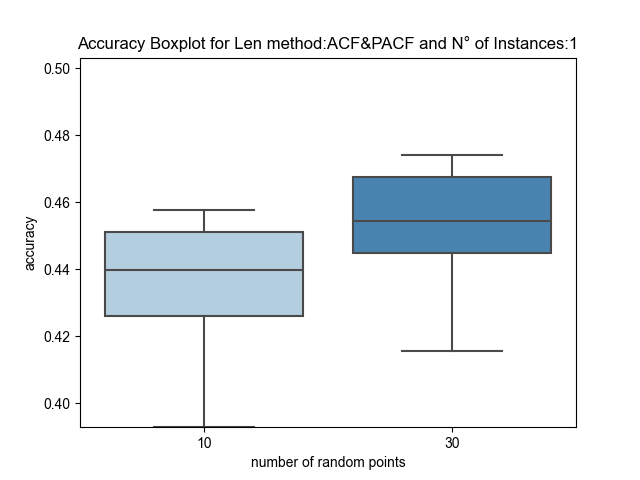 Accuracy Boxplot for Len method:ACF&PACF and N° of Instances:1
0.50
0.48
0.46
0.44
0.42
0.40
accuracy
10 30
number of random points